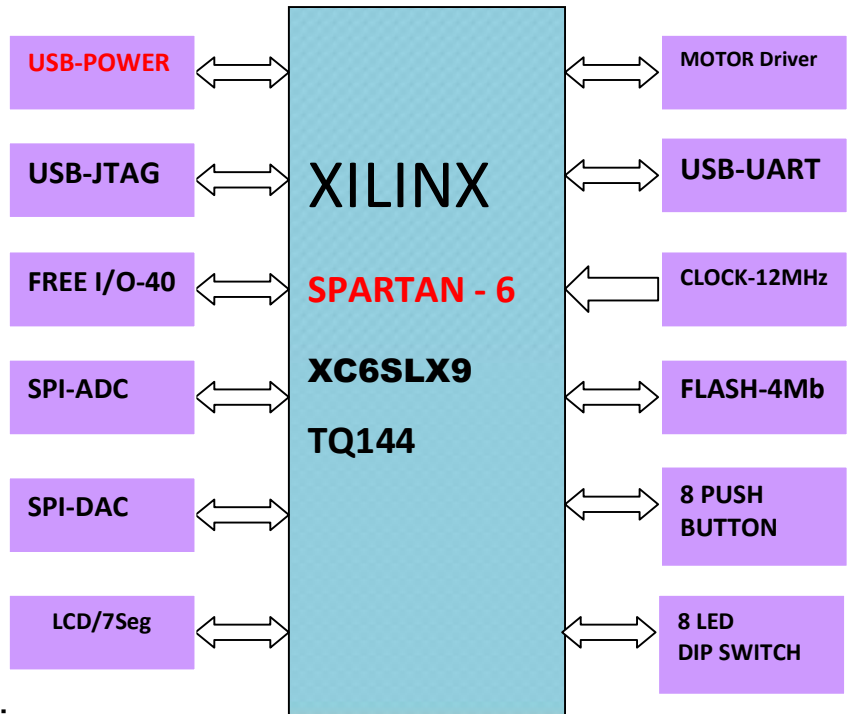 USB-POWER
USB-JTAG
FREE I/O-40
SPI-ADC
SPI-DAC
LCD/7Seg
XILINX
SPARTAN - 6
XC6SLX9
TQ144
MOTOR Driver
USB-UART
CLOCK-12MHz
FLASH-4Mb
8 PUSH
BUTTON
8 LED
DIP SWITCH
.